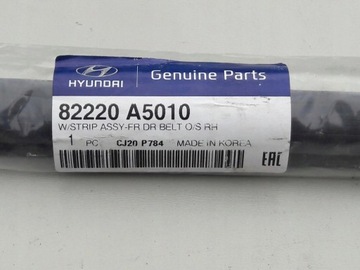 HYUNDAI
Genuine Parts
82220 A5010
W/STRIP ASSY-FR DR BELT O/S RH
1 PC CJ20 P784 MADE IN KOREA
EAC